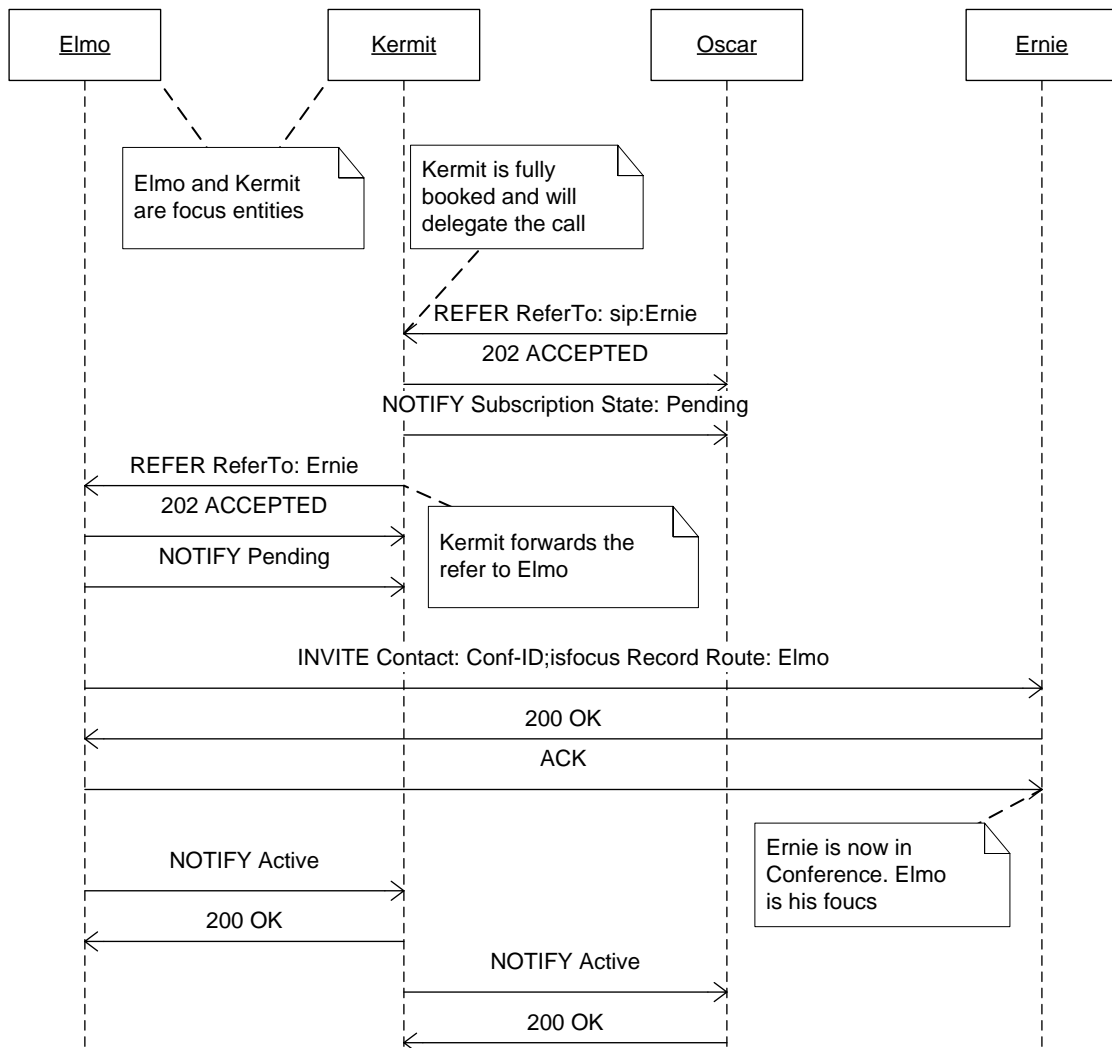 Elmo
Kermit
Oscar
Ernie
Elmo and Kermit
are focus entities
Kermit is fully
booked and will
delegate the call
REFER ReferTo: sip:Ernie
202 ACCEPTED
NOTIFY Subscription State: Pending
REFER ReferTo: Ernie
202 ACCEPTED
Kermit forwards the
refer to Elmo
NOTIFY Pending
INVITE Contact: Conf-ID;isfocus Record Route: Elmo
200 OK
ACK
Ernie is now in
Conference. Elmo
is his foucs
NOTIFY Active
200 OK
NOTIFY Active
200 OK